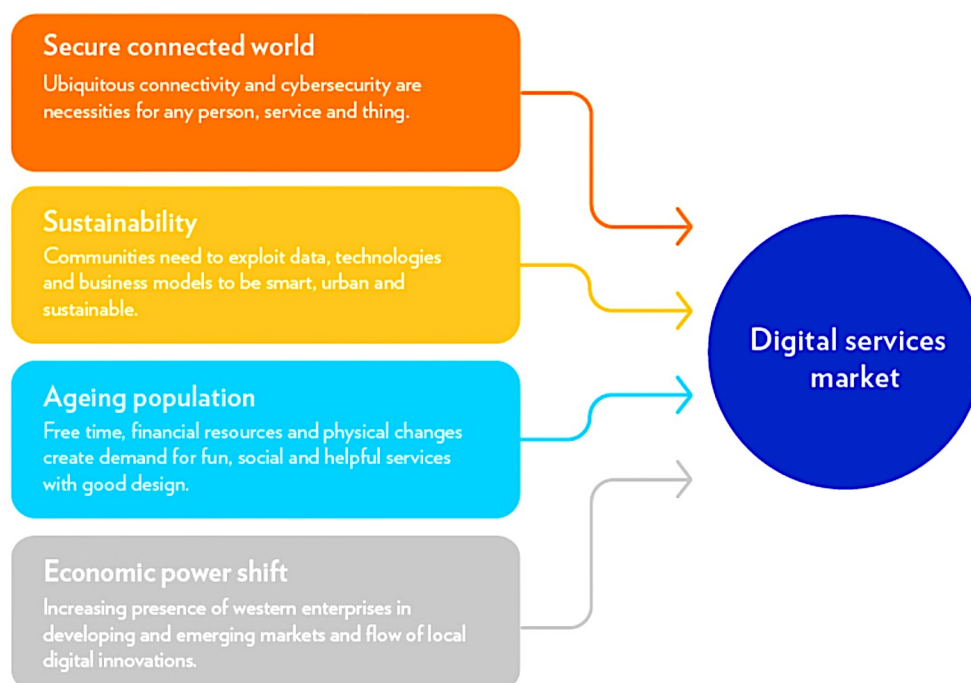 Secure connected world
Ubiquitous connectivity and cybersecurity are
necessities for any person, service and thing.
Sustainability
Communities need to exploit data, technologies
and business models to be smart, urban and
sustainable.
Ageing population
Free time, financial resources and physical changes
create demand for fun, social and helpful services
with good design.
Economic power shift
Increasing presence of western enterprises in
developing and emerging markets and flow of local
digital innovations.
Digital services
market